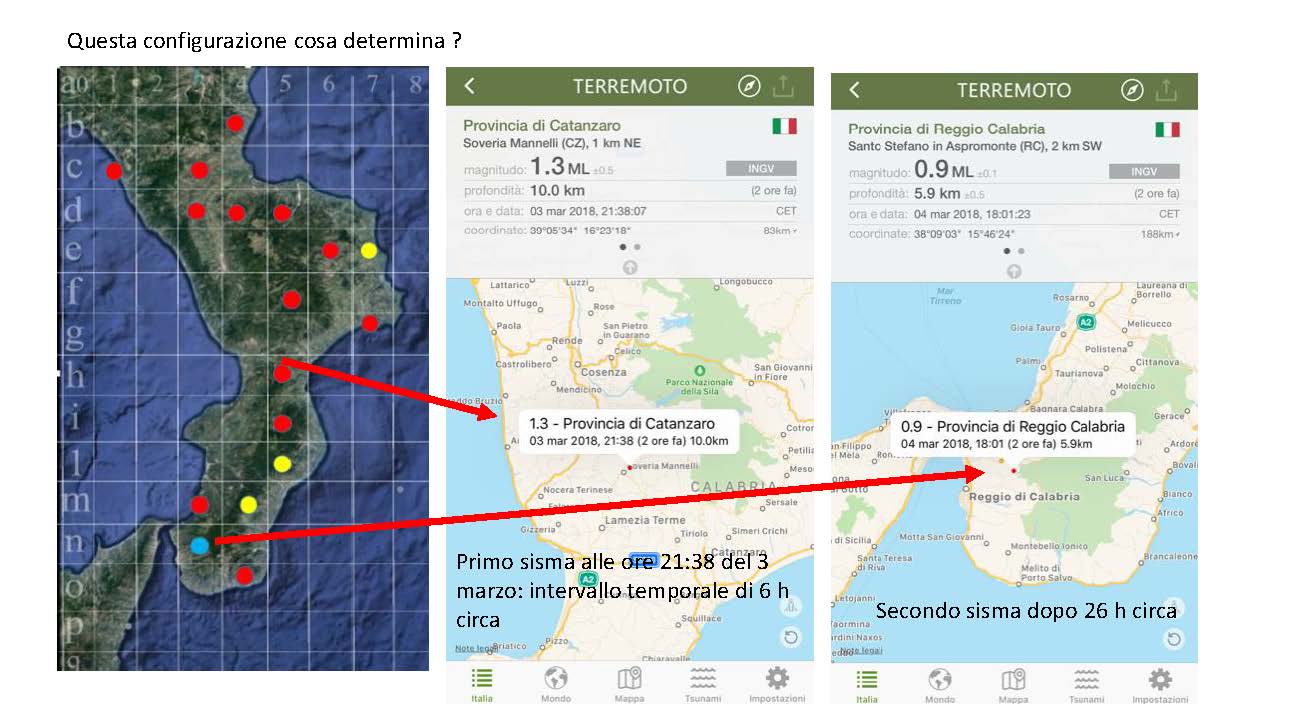 Questa configurazione cosa determina ?
a0 1 2 3 5 6 7 8
b
c
d
e
f
g
h
i
l
m
n
o
p
q
TERREMOTO
Provincia di Catanzaro
Soveria Mannelli (CZ), 1 km NE
magnitudo: 1.3 ML ±0.5 INGV
profondità: 10.0 km (2 ore fa)
ora e data: 03 mar 2018, 21:38:07 CET
coordinate: 39°05'34" 16°23'18" 83km
Lattarico
Luzzi
Longobucco
Montalto Uffugo
Rose
Paola
San Pietro
in Guarano
Rende
Celico
Castrolibero
Cosenza
San Giovanni
in Fiore
Parco Nazionale
della Sila
Mendicino
1.3 - Provincia di Catanzaro
03 mar 2018, 21:38 (2 ore fa) 10.0km
Cotro
Petilia
overia Mannelli
Meso
CALABRIA
Nocera Terinese
Sersale
Gizzeria
Lamezia Terme
Tiriolo
Simeri Crichi
Catanzaro
Primo sisma alle ore 21:38 del 3
marzo: intervallo temporale di 6 h
circa
A2
Squillace
Note legali
Briatico
Pizzo
Chiaravalle
Italia
Mondo
Mappa
Tsunami
Impostazioni
TERREMOTO
Provincia di Reggio Calabria
Santo Stefano in Aspromonte (RC), 2 km SW
magnitudo: 0.9 ML ±0.1 INGV
profondità: 5.9 km ±0.5 (2 ore fa)
ora e data: 04 mar 2018, 18:01:23 CET
coordinate: 38°09'03" 15°46'24" 188km
Mar
Tirreno
Laureana di
Borrello
Rosarno
A2
Gioia Tauro
Melicucco
Polistena
Palmi
Cittanova
Taurianova
Molochio
Bagnara Calabra
Gerace
0.9 - Provincia di Reggio Calabria
04 mar 2018, 18:01 (2 ore fa) 5.9km
n Filippo
el Mela
Ardore
Boval
San Luca
Reggio di Calabria
Bianco
Africo
di Sicilia
Motta San Giovanni
Santa Teresa
di Riva
Montebello Ionico
Brancaleone
Melito di
Porto Salvo
Letojanni
Secondo sisma dopo 26 h circa
aormina
ardini Naxos
Note legali
Italia
Mondo
Mappa
Tsunami
Impostazioni